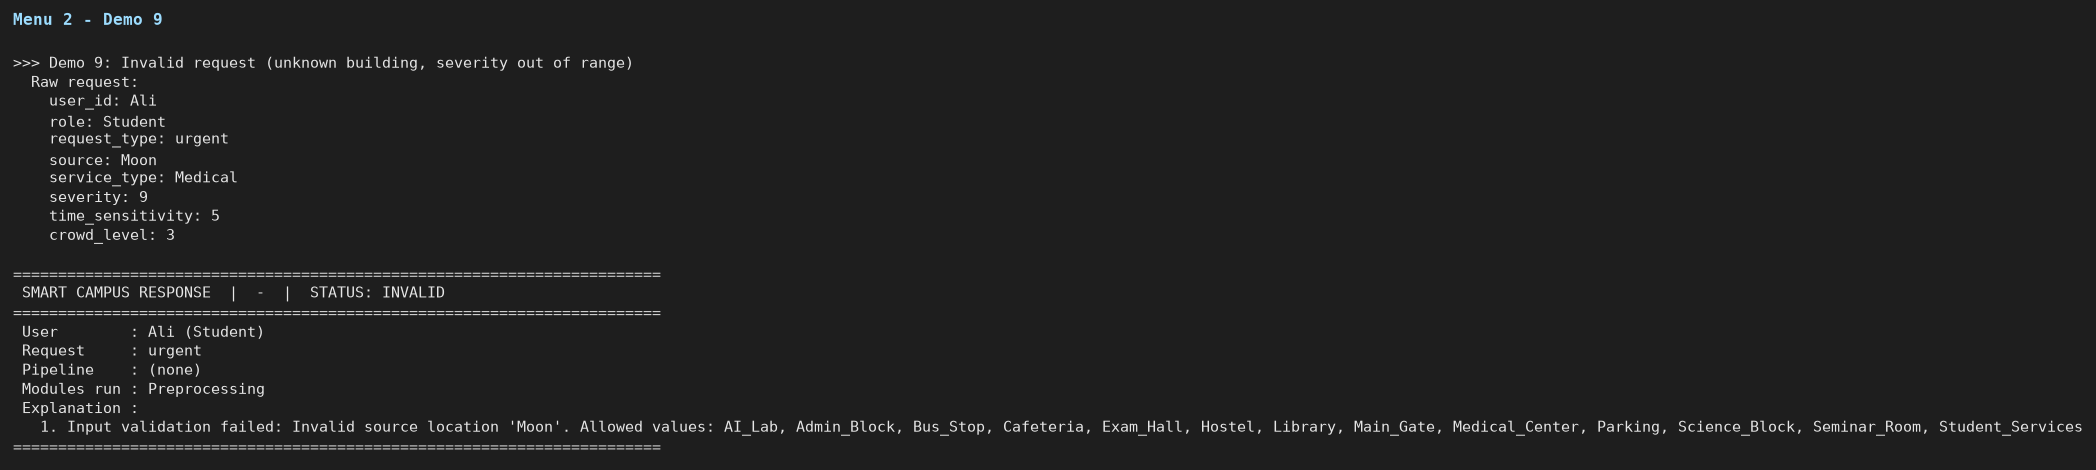 Menu 2 - Demo 9
>>> Demo 9: Invalid request (unknown building, severity out of range)
Raw request:
user_id: Ali
role: Student
request_type: urgent
source: Moon
service_type: Medical
severity: 9
time_sensitivity: 5
crowd_level: 3
========================================================================
SMART CAMPUS RESPONSE  |  -  |  STATUS: INVALID
========================================================================
User        : Ali (Student)
Request     : urgent
Pipeline    : (none)
Modules run : Preprocessing
Explanation :
1. Input validation failed: Invalid source location 'Moon'. Allowed values: AI_Lab, Admin_Block, Bus_Stop, Cafeteria, Exam_Hall, Hostel, Library, Main_Gate, Medical_Center, Parking, Science_Block, Seminar_Room, Student_Services
========================================================================